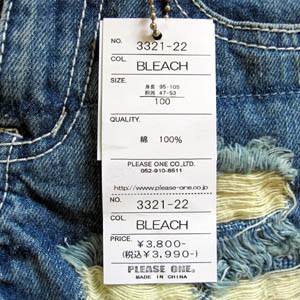 NO. 3321-22
COL. BLEACH
SIZE.
身長 95-105
胴囲 47-53
100
QUALITY.
綿 100%
PLEASE ONE CO.,LTD.
052-910-8511
http://www.please-one.co.jp
NO. 3321-22
COL. BLEACH
PRICE. ¥3,800-
(税込¥3,990-)
PLEASE ONE.
MADE IN CHINA